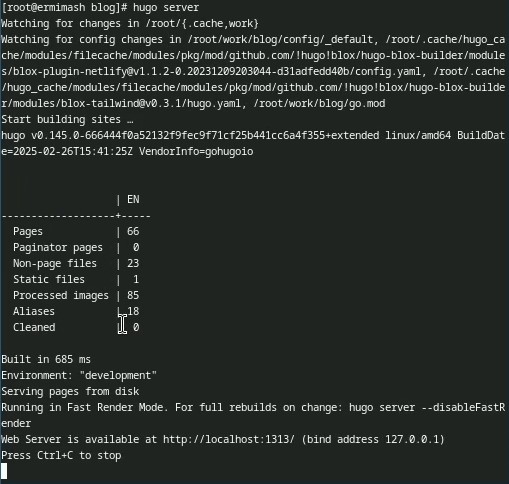 [root@ermimash blog]# hugo server
Watching for changes in /root/{.cache,work}
Watching for config changes in /root/work/blog/config/_default, /root/.cache/hugo_ca
che/modules/filecache/modules/pkg/mod/github.com/!hugo!blox/hugo-blox-builder/module
s/blox-plugin-netlify@v1.1.2-0.20231209203044-d31adfedd40b/config.yaml, /root/.cache
/hugo_cache/modules/filecache/modules/pkg/mod/github.com/!hugo!blox/hugo-blox-builde
r/modules/blox-tailwind@v0.3.1/hugo.yaml, /root/work/blog/go.mod
Start building sites …
hugo v0.145.0-666444f0a52132f9fec9f71cf25b441cc6a4f355+extended linux/amd64 BuildDat
e=2025-02-26T15:41:25Z VendorInfo=gohugoio
| EN
-------------------+-----
Pages | 66
Paginator pages | 0
Non-page files | 23
Static files | 1
Processed images | 85
Aliases | 18
Cleaned | 0
Built in 685 ms
Environment: "development"
Serving pages from disk
Running in Fast Render Mode. For full rebuilds on change: hugo server --disableFastR
ender
Web Server is available at http://localhost:1313/ (bind address 127.0.0.1)
Press Ctrl+C to stop